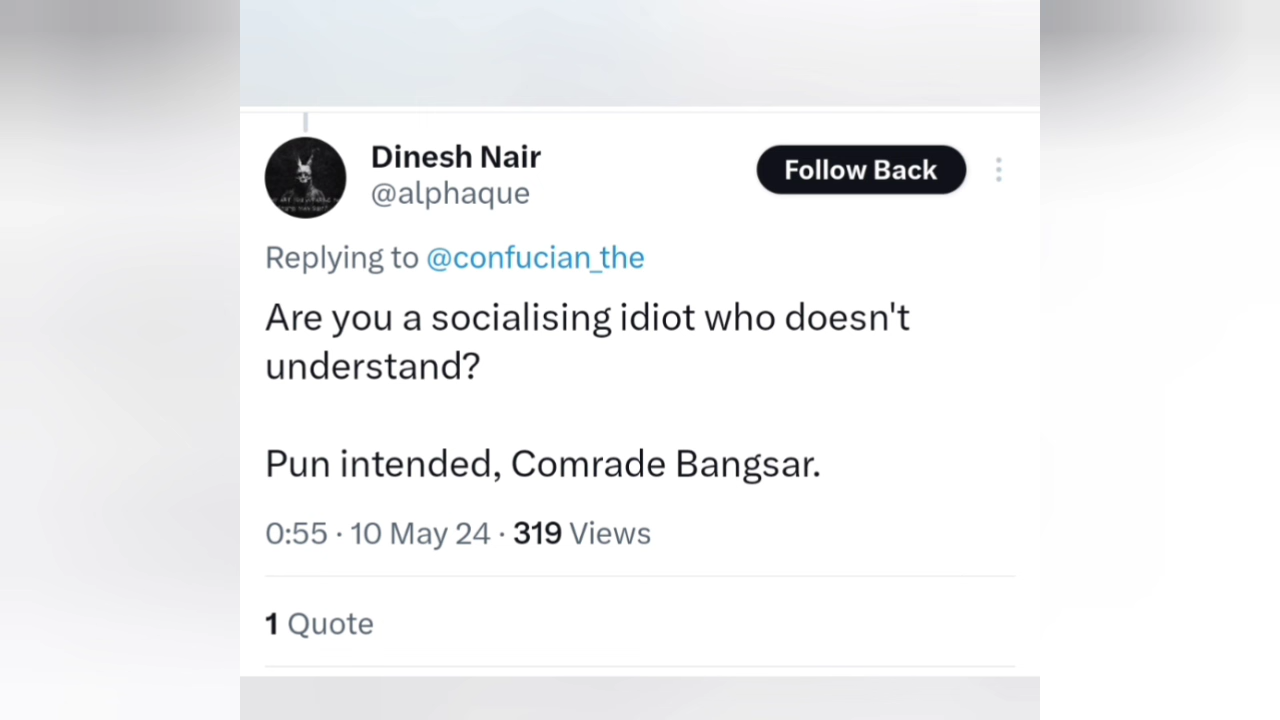 Dinesh Nair
@alphaque
Follow Back
Replying to @confucian_the
Are you a socialising idiot who doesn't
understand?
Pun intended, Comrade Bangsar.
0:55 · 10 May 24 · 319 Views
1 Quote